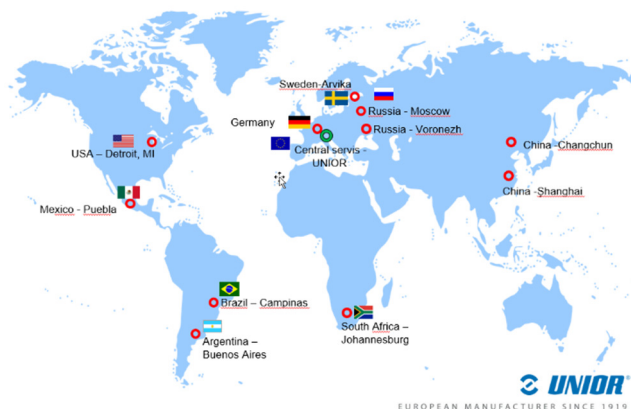 Sweden-Arvika
Russia - Moscow
Germany
Russia - Voronezh
USA – Detroit, MI
Central servis -
UNIOR
China -Changchun
China -Shanghai
Mexico - Puebla
Brazil – Campinas
South Africa –
Johannesburg
Argentina –
Buenos Aires
UNIOR
EUROPEAN MANUFACTURER SINCE 1919